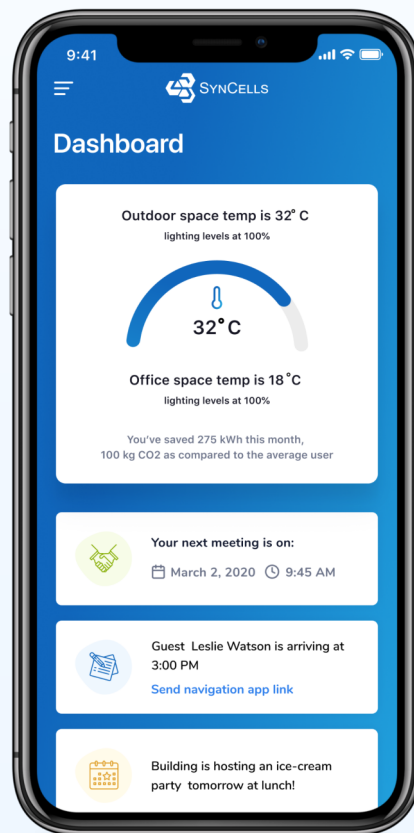 9:41
SYNCELLS
Dashboard
Outdoor space temp is 32° C
lighting levels at 100%
32°C
Office space temp is 18°C
lighting levels at 100%
You've saved 275 kWh this month,
100 kg CO2 as compared to the average user
Your next meeting is on:
March 2, 2020 9:45 AM
Guest Leslie Watson is arriving at
3:00 PM
Send navigation app link
Building is hosting an ice-cream
party tomorrow at lunch!